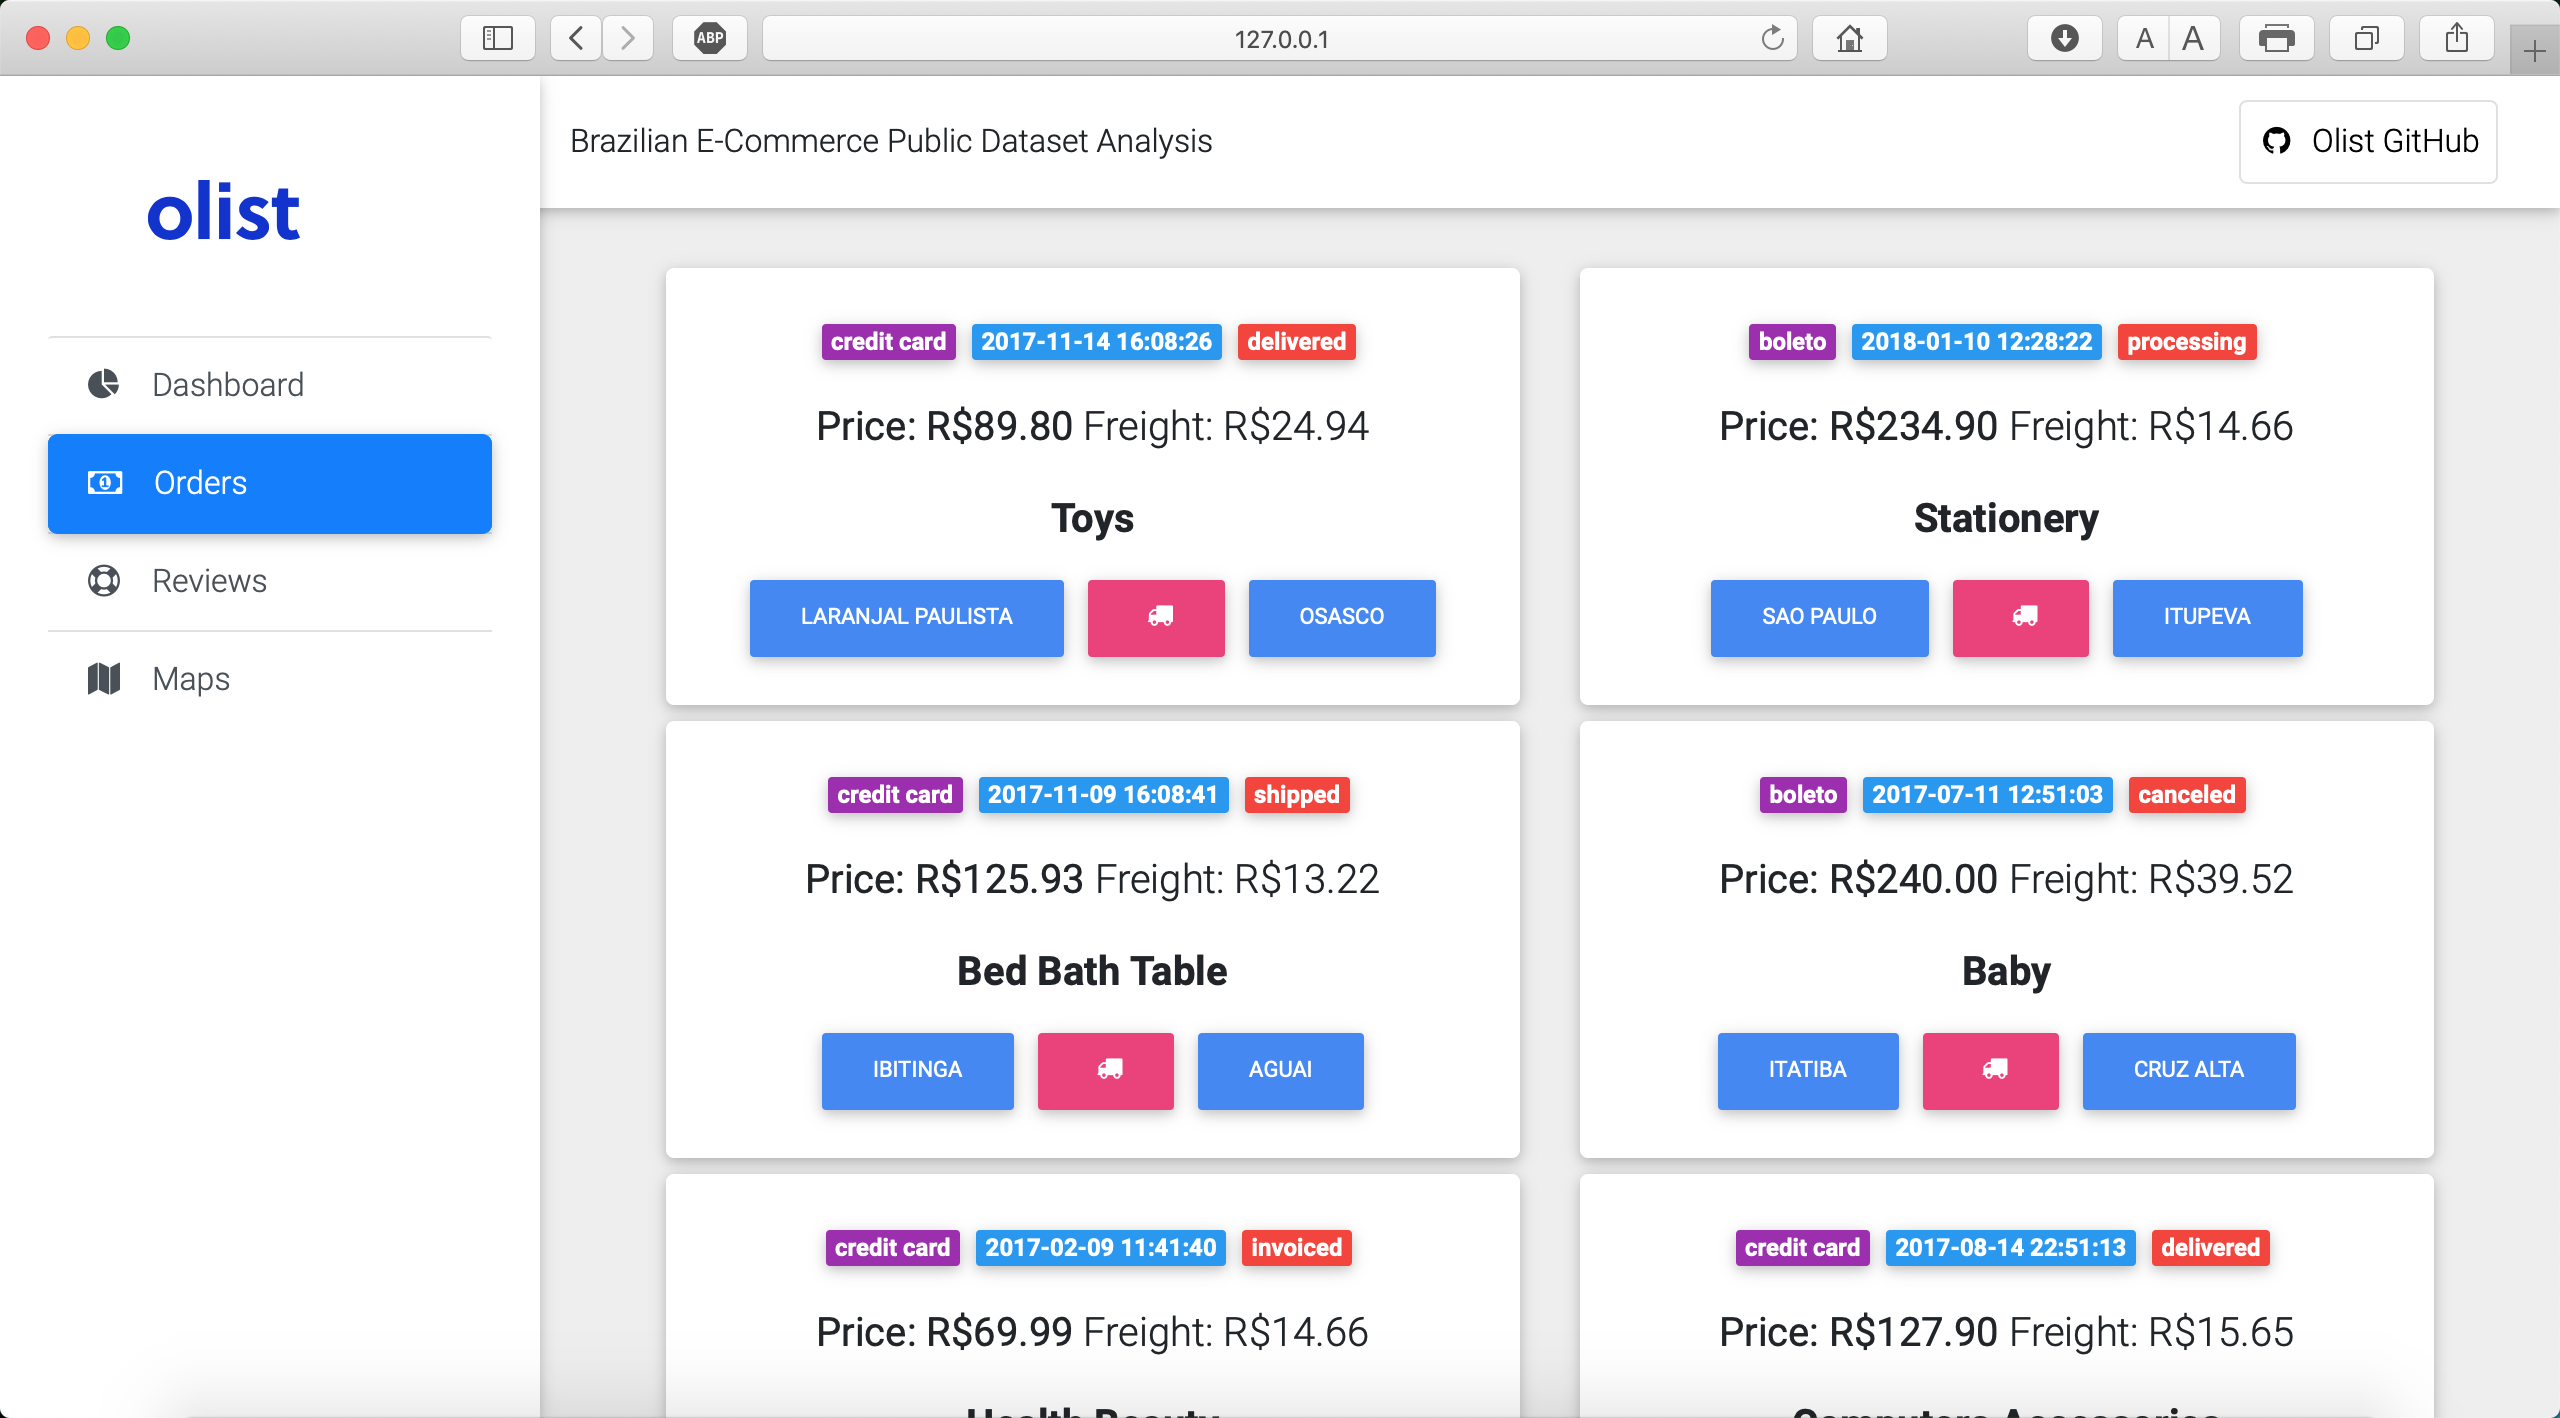 ABP
127.0.0.1
A A
olist
Brazilian E-Commerce Public Dataset Analysis
Olist GitHub
Dashboard
Orders
Reviews
Maps
credit card 2017-11-14 16:08:26 delivered
Price: R$89.80 Freight: R$24.94
Toys
LARANJAL PAULISTA OSASCO
boleto 2018-01-10 12:28:22 processing
Price: R$234.90 Freight: R$14.66
Stationery
SAO PAULO ITUPEVA
credit card 2017-11-09 16:08:41 shipped
Price: R$125.93 Freight: R$13.22
Bed Bath Table
IBITINGA AGUAI
boleto 2017-07-11 12:51:03 canceled
Price: R$240.00 Freight: R$39.52
Baby
ITATIBA CRUZ ALTA
credit card 2017-02-09 11:41:40 invoiced
Price: R$69.99 Freight: R$14.66
Health Beauty
credit card 2017-08-14 22:51:13 delivered
Price: R$127.90 Freight: R$15.65
Computers Accessories